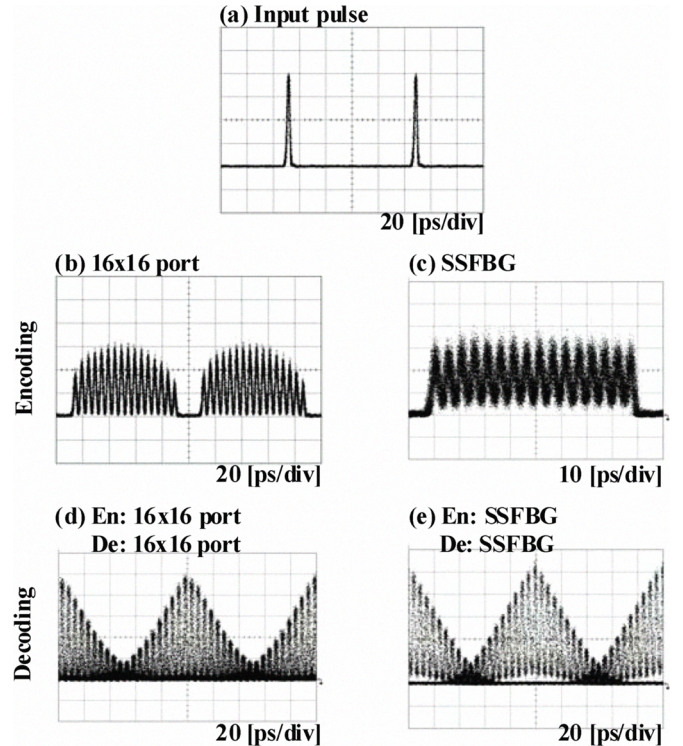 (a) Input pulse
20 [ps/div]
(b) 16x16 port
(c) SSFBG
Encoding
20 [ps/div]
10 [ps/div]
(d) En: 16x16 port
De: 16x16 port
(e) En: SSFBG
De: SSFBG
Decoding
20 [ps/div]
20 [ps/div]